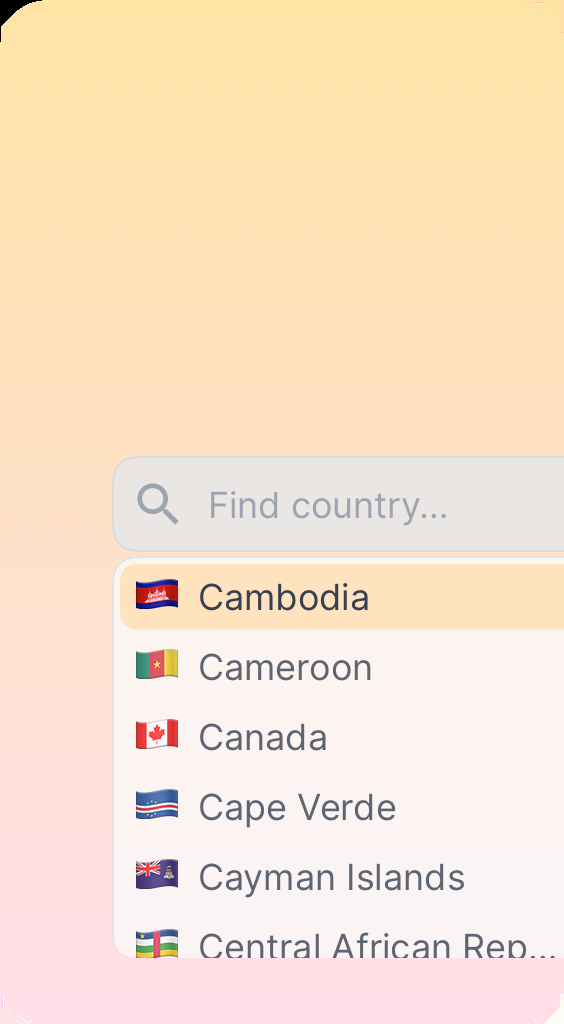 Find country...
Cambodia
Cameroon
Canada
Cape Verde
Cayman Islands
Central African Rep...